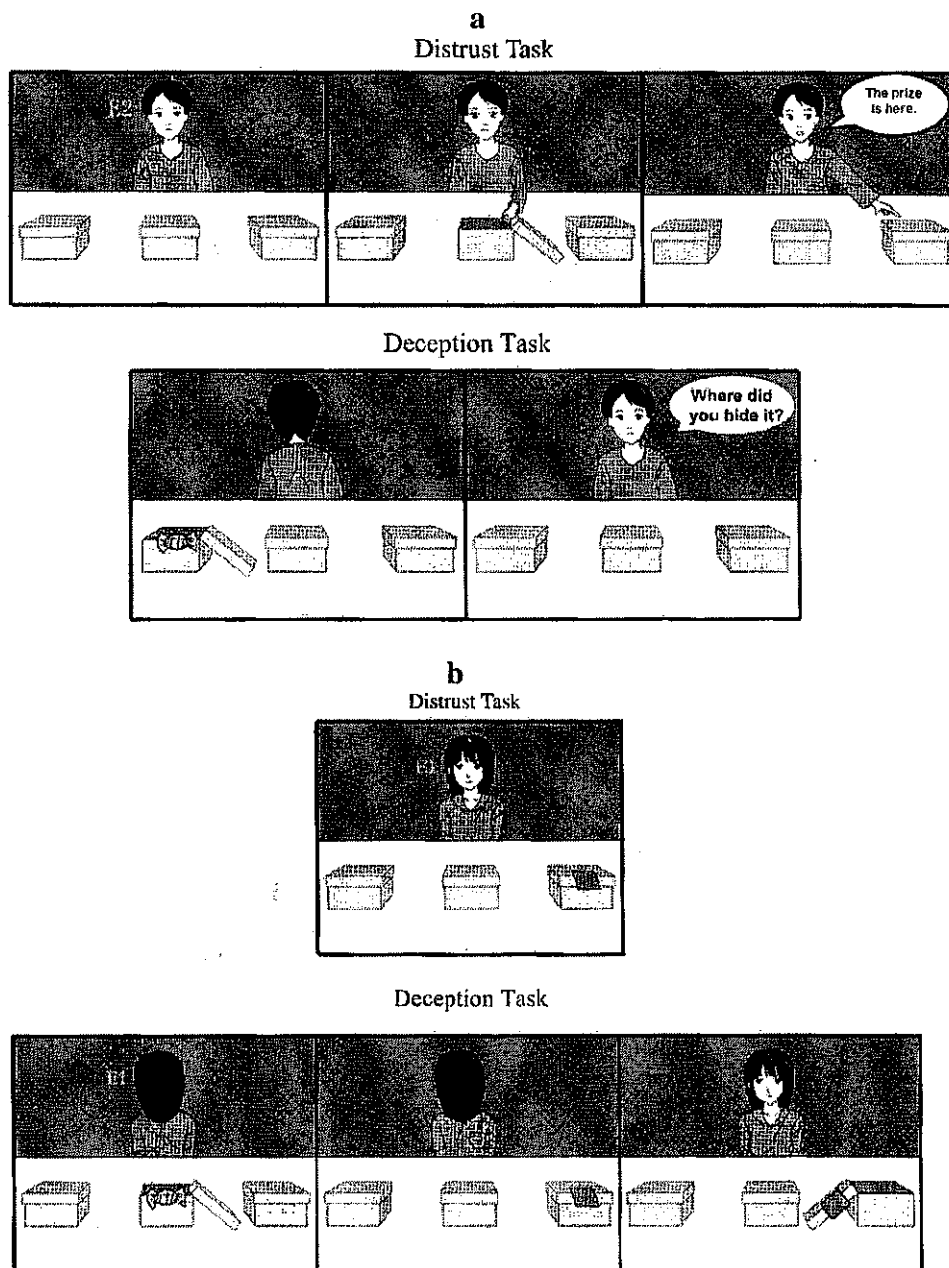 a
Distrust Task
E2
The prize
is here.
Deception Task
Where did
you hide it?
b
Distrust Task
E1
Deception Task
E1